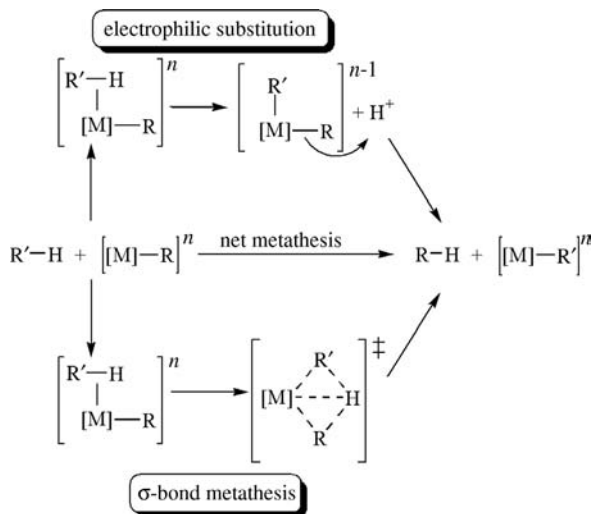 electrophilic substitution
[R′—H [M]—R]ⁿ → [R′ [M]—R]ⁿ⁻¹ + H⁺
R′—H + [[M]—R]ⁿ net metathesis R—H + [[M]—R′]ⁿ
[R′—H [M]—R]ⁿ → [[M] R′ H R]‡
σ-bond metathesis